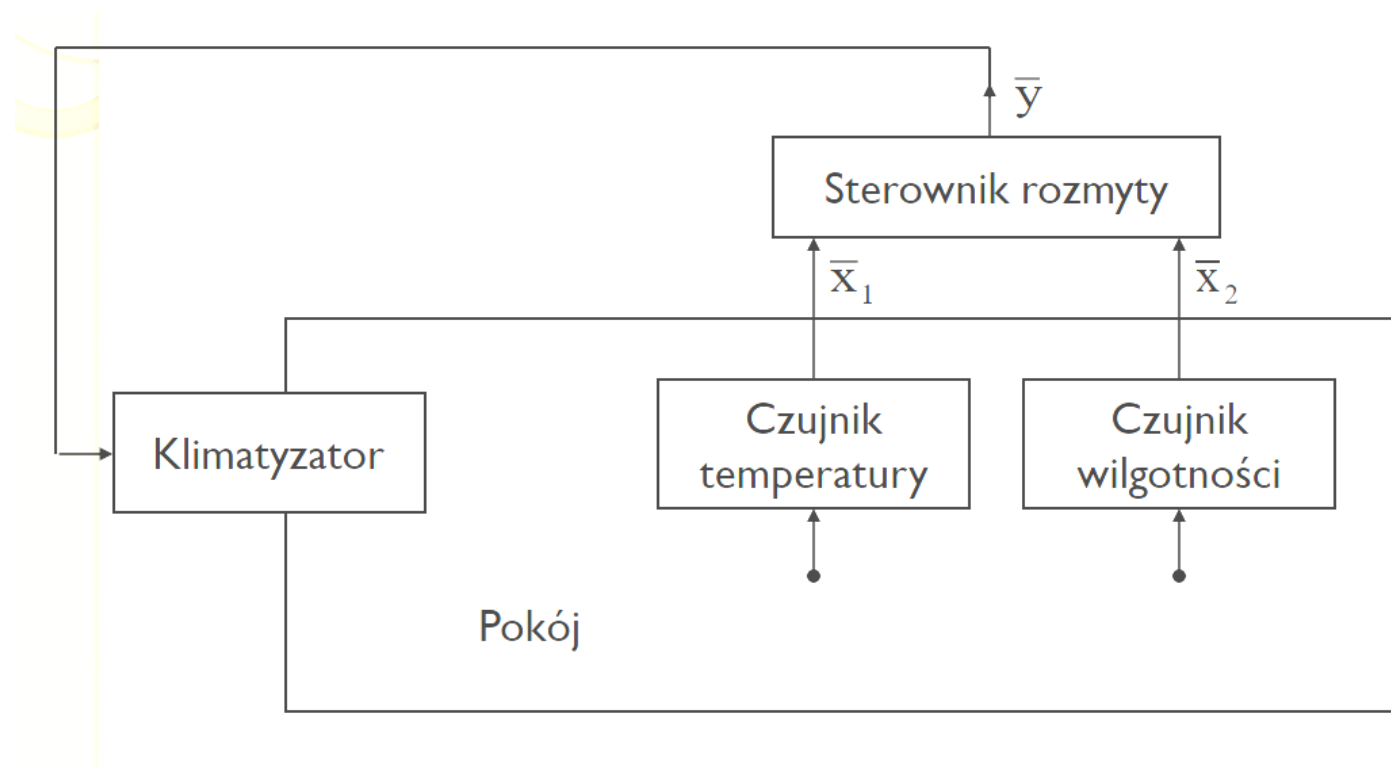 y̅
Sterownik rozmyty
x̅₁
x̅₂
Klimatyzator
Czujnik
temperatury
Czujnik
wilgotności
Pokój